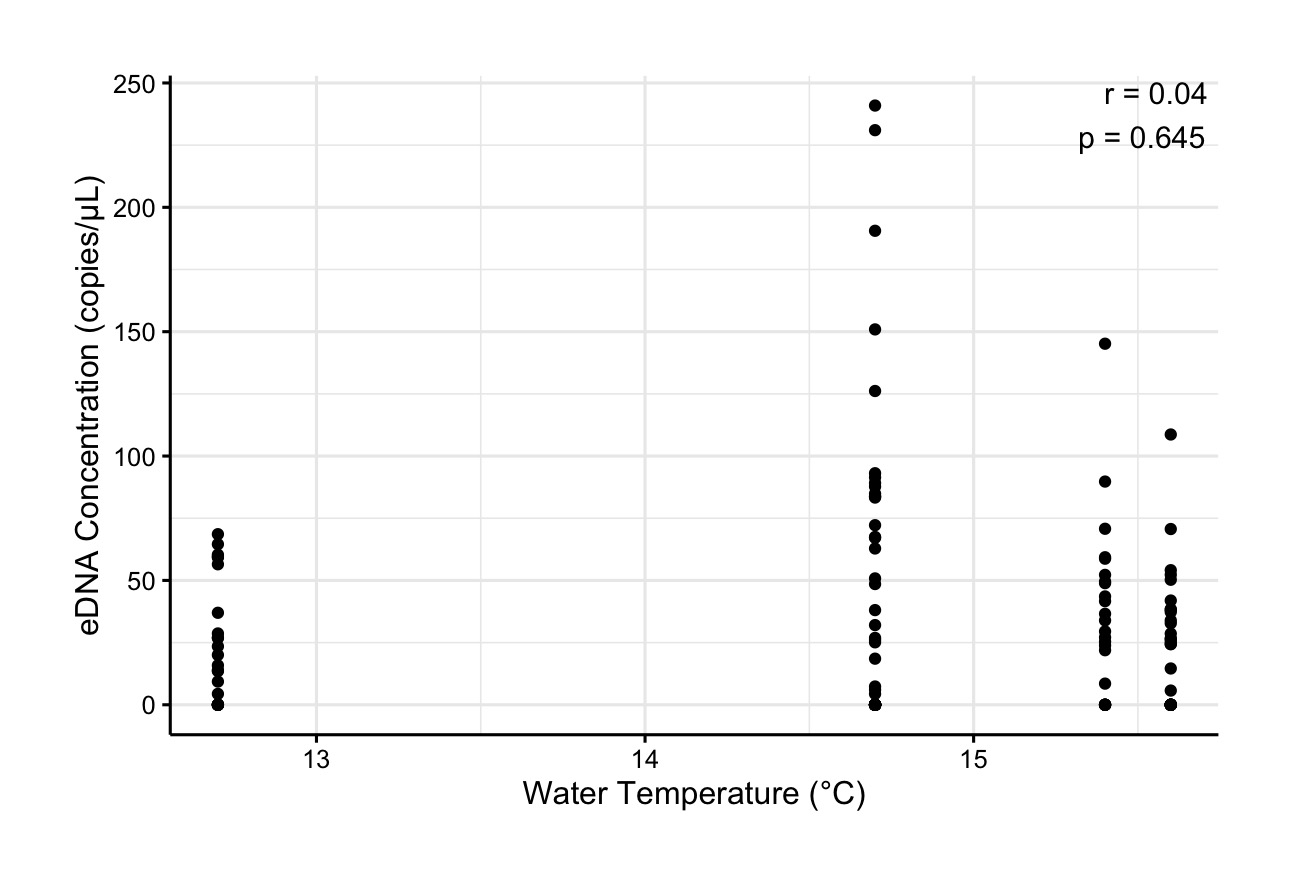 250
r = 0.04
p = 0.645
200
150
100
50
0
eDNA Concentration (copies/µL)
13 14 15
Water Temperature (°C)